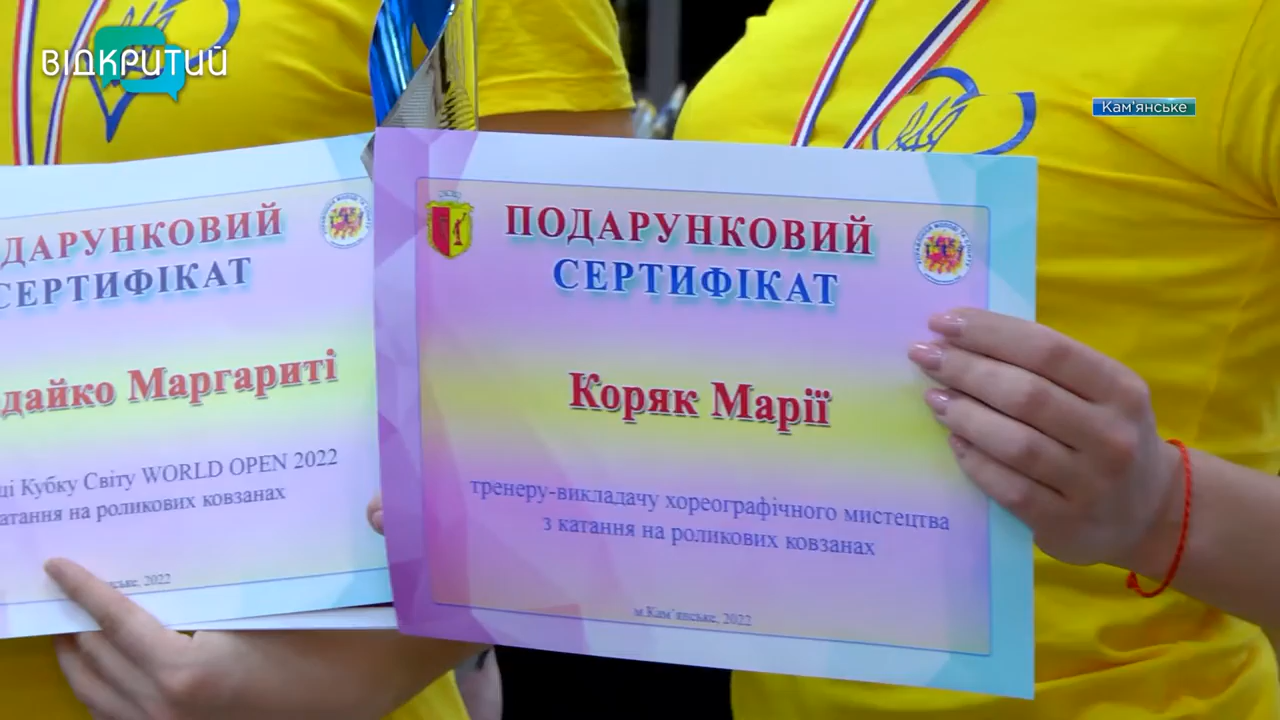 ВІДКРИТИЙ
Кам'янське
ДАРУНКОВИЙ
СЕРТИФІКАТ
дайко Маргариті
Кубку Світу WORLD OPEN 2022
катання на роликових ковзанах
2022
ПОДАРУНКОВИЙ
СЕРТИФІКАТ
Коряк Марії
тренеру-викладачу хореографічного мистецтва
з катання на роликових ковзанах
м.Кам'янське, 2022